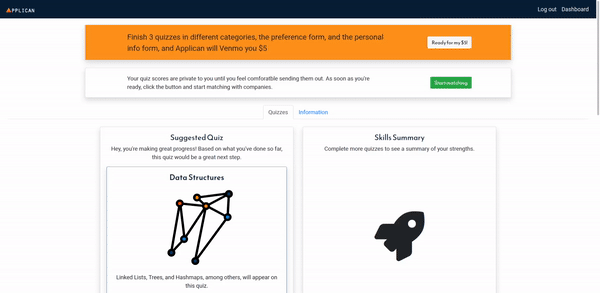 APPLICAN
Log out Dashboard
Finish 3 quizzes in different categories, the preference form, and the personal
info form, and Applican will Venmo you $5
Ready for my $5!
Your quiz scores are private to you until you feel comforatble sending them out. As soon as you're
ready, click the button and start matching with companies.
Start matching
Quizzes Information
Suggested Quiz
Hey, you're making great progress! Based on what you've done so far,
this quiz would be a great next step.
Data Structures
Linked Lists, Trees, and Hashmaps, among others, will appear on
this quiz.
Skills Summary
Complete more quizzes to see a summary of your strengths.